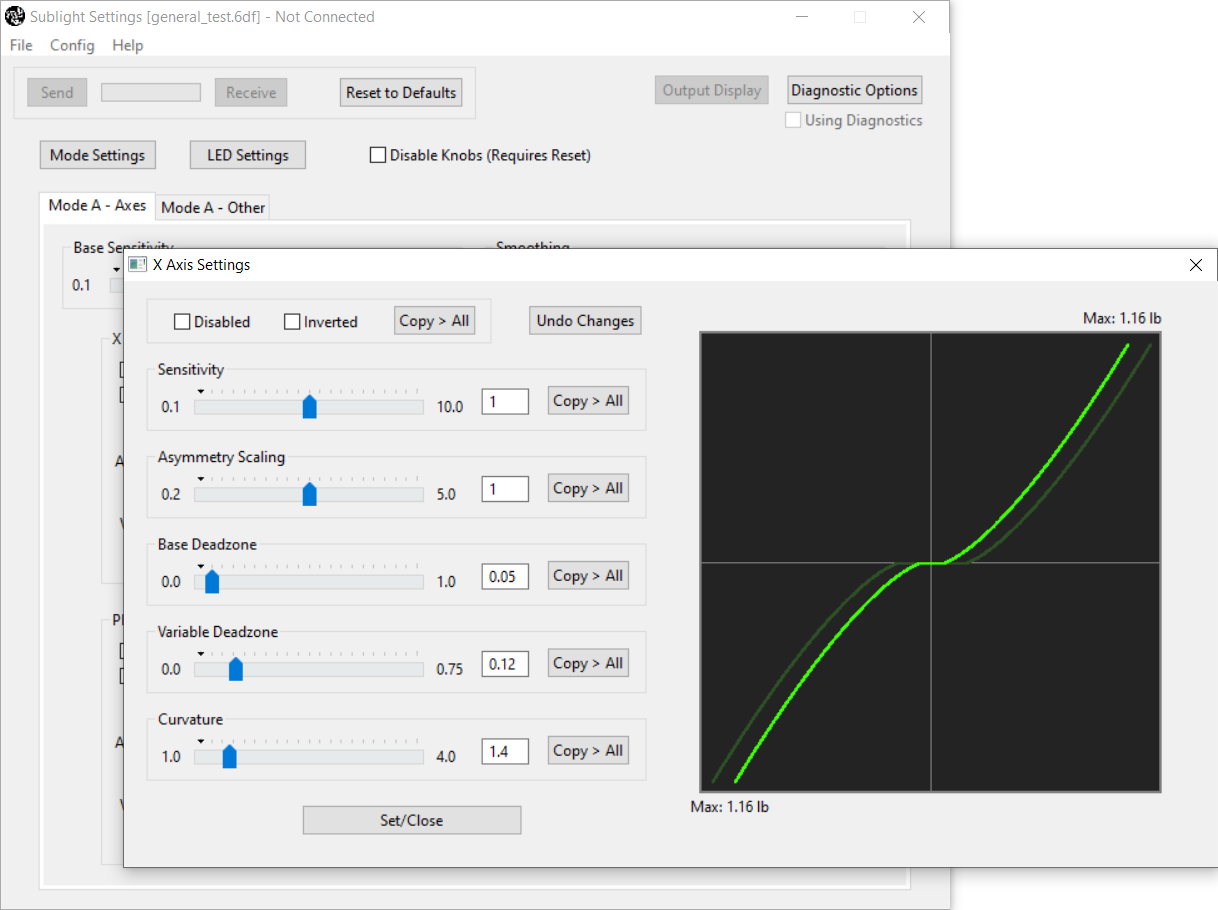 Sublight Settings [general_test.6df] - Not Connected
File Config Help
Send Receive Reset to Defaults Output Display Diagnostic Options
Using Diagnostics
Mode Settings LED Settings Disable Knobs (Requires Reset)
Mode A - Axes Mode A - Other
Base Sensitivity Smoothing
0.1
X Axis Settings
Disabled Inverted Copy > All Undo Changes
Max: 1.16 lb
Sensitivity
0.1 10.0 1 Copy > All
Asymmetry Scaling
0.2 5.0 1 Copy > All
Base Deadzone
0.0 1.0 0.05 Copy > All
Variable Deadzone
0.0 0.75 0.12 Copy > All
Curvature
1.0 4.0 1.4 Copy > All
Max: 1.16 lb
Set/Close